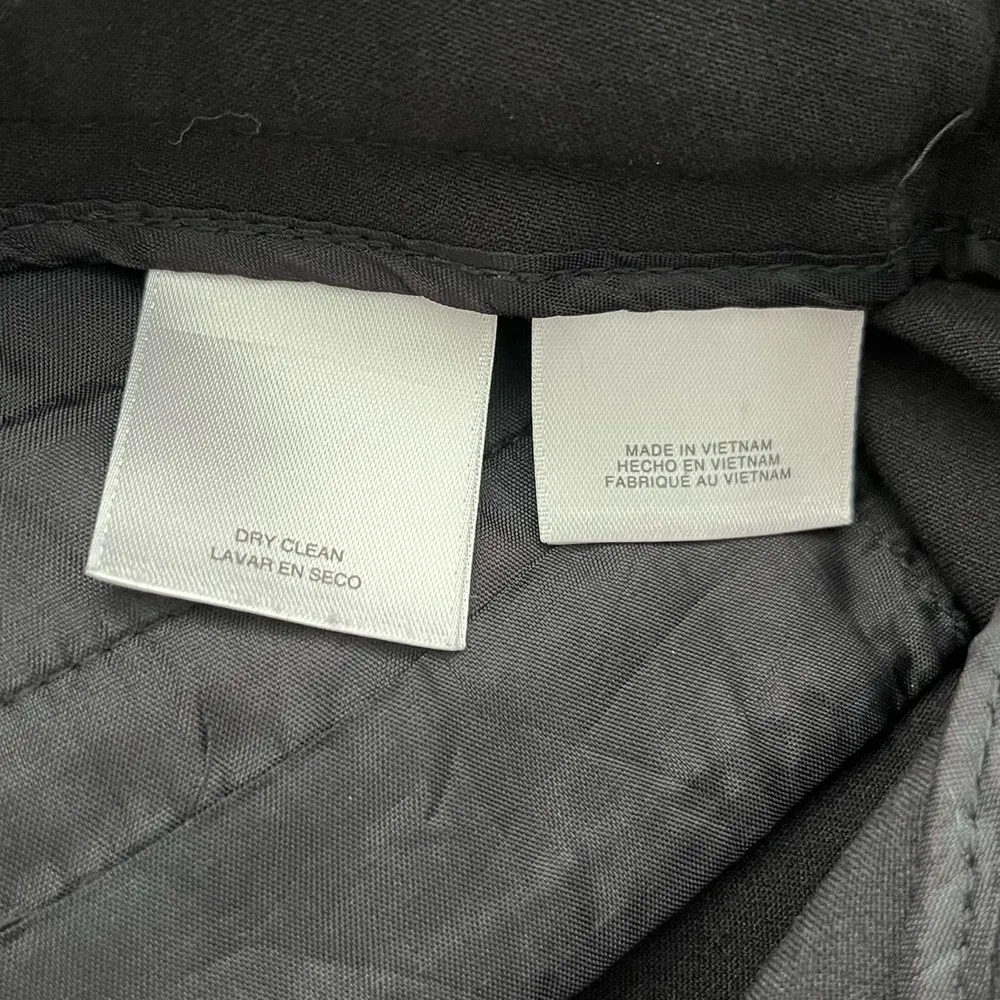 DRY CLEAN
LAVAR EN SECO
MADE IN VIETNAM
HECHO EN VIETNAM
FABRIQUÉ AU VIETNAM